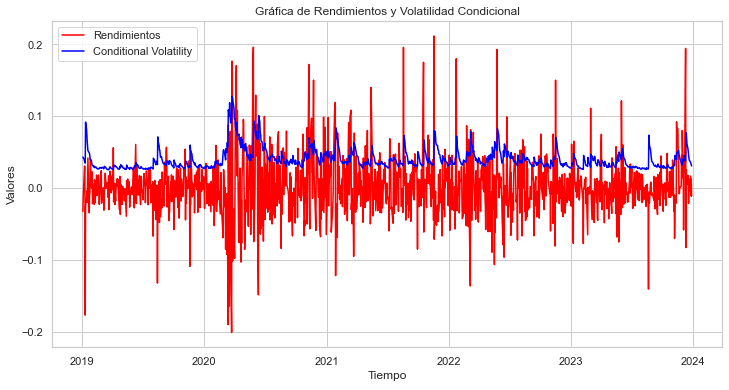 Gráfica de Rendimientos y Volatilidad Condicional
Rendimientos
Conditional Volatility
Valores
0.2
0.1
0.0
−0.1
−0.2
2019
2020
2021
2022
2023
2024
Tiempo